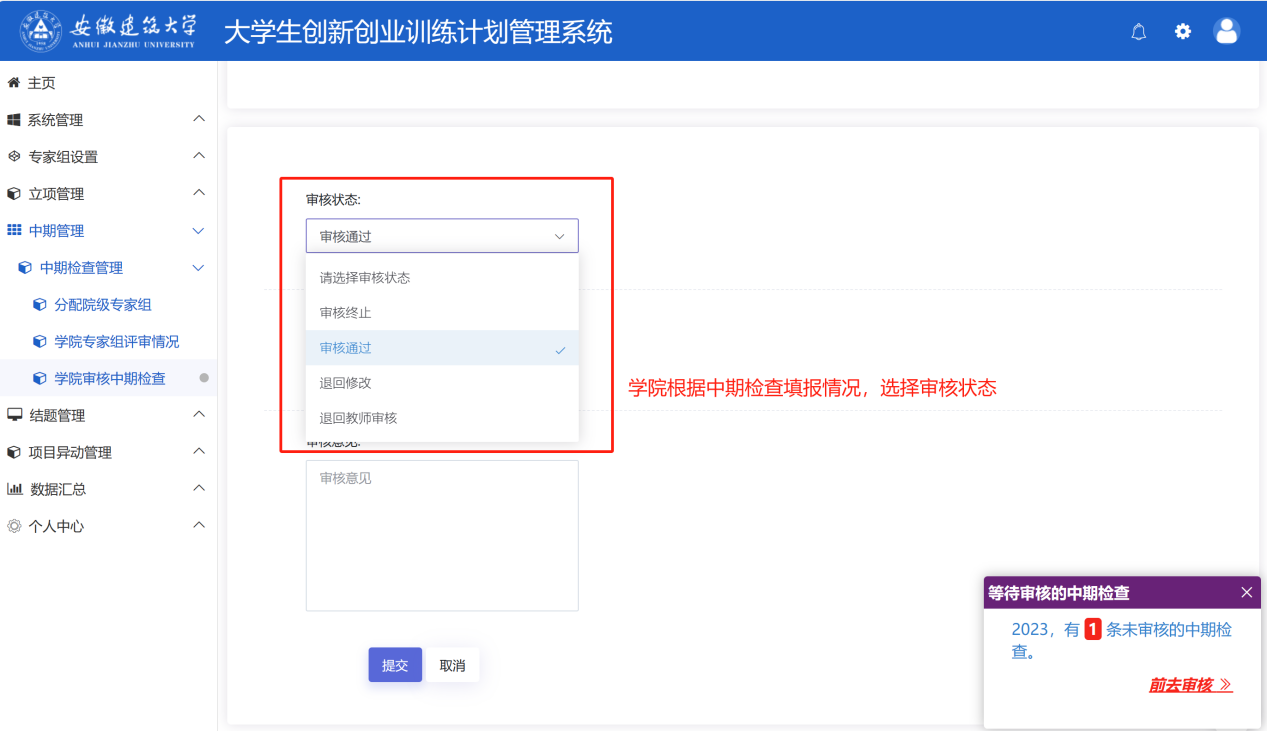 安徽建筑大学
ANHUI JIANZHU UNIVERSITY
大学生创新创业训练计划管理系统
主页
系统管理
专家组设置
立项管理
中期管理
中期检查管理
分配院级专家组
学院专家组评审情况
学院审核中期检查
结题管理
项目异动管理
数据汇总
个人中心
审核状态:
审核通过
请选择审核状态
审核终止
审核通过
退回修改
退回教师审核
学院根据中期检查填报情况，选择审核状态
审核意见:
审核意见
提交
取消
等待审核的中期检查
2023，有 1 条未审核的中期检
查。
前去审核